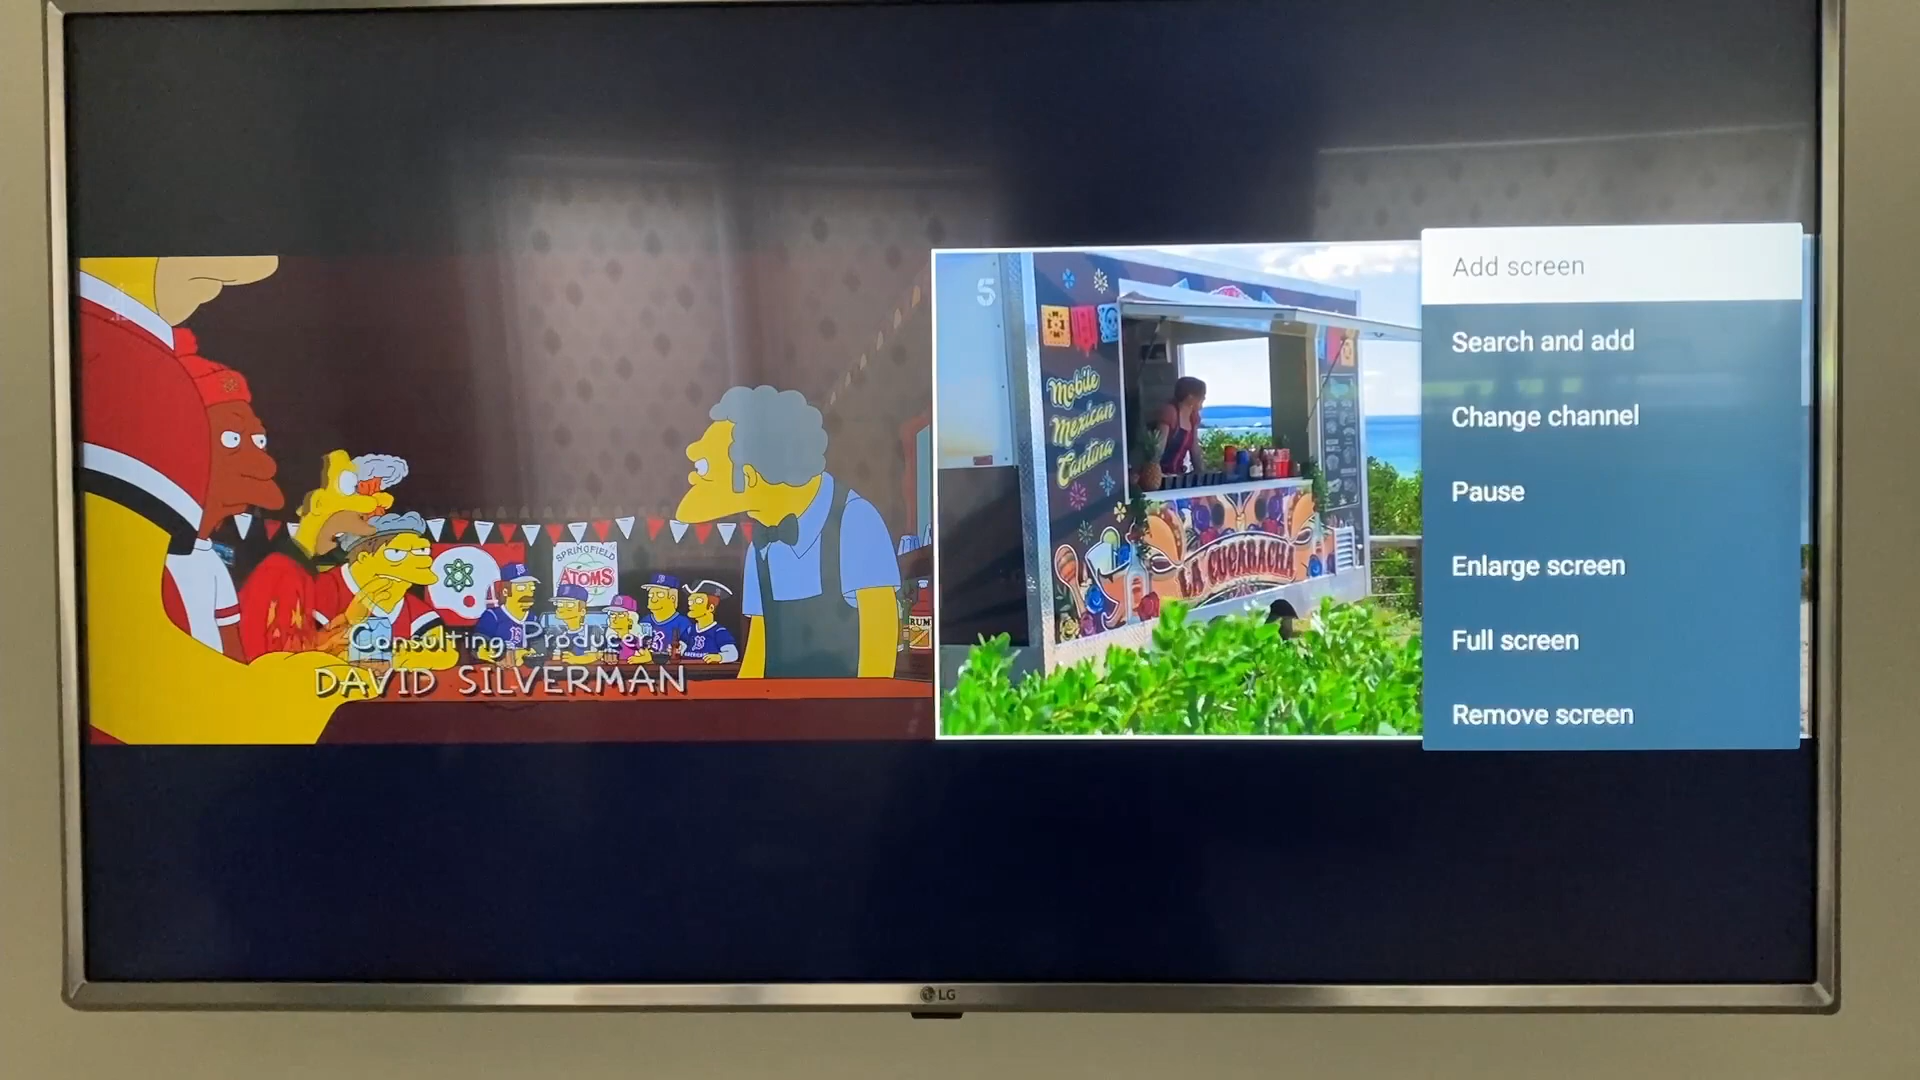 5
Add screen
Search and add
Change channel
Pause
Enlarge screen
Full screen
Remove screen
Mobile
Mexican
Cantina
LA CUCARACHA
SPRINGFIELD
ATOMS
RUM
Consulting Producer
DAVID SILVERMAN
LG